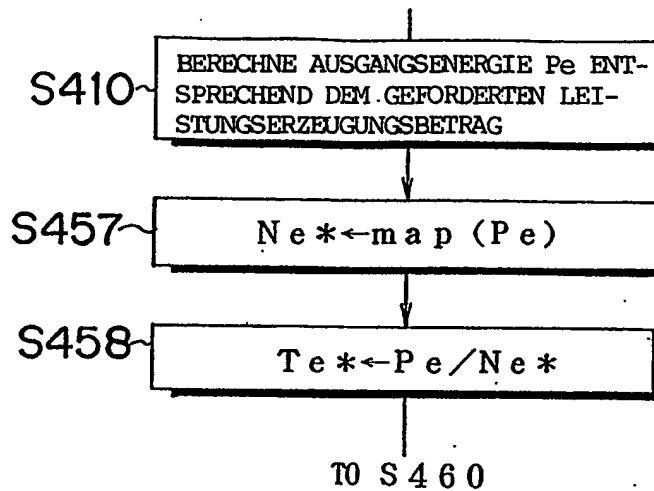 S410
BERECHNE AUSGANGSENERGIE Pe ENT-
SPRECHEND DEM GEFORDERTEN LEI-
STUNGSERZEUGUNGSBETRAG
S457
Ne*←map (Pe)
S458
Te*←Pe/Ne*
TO S460